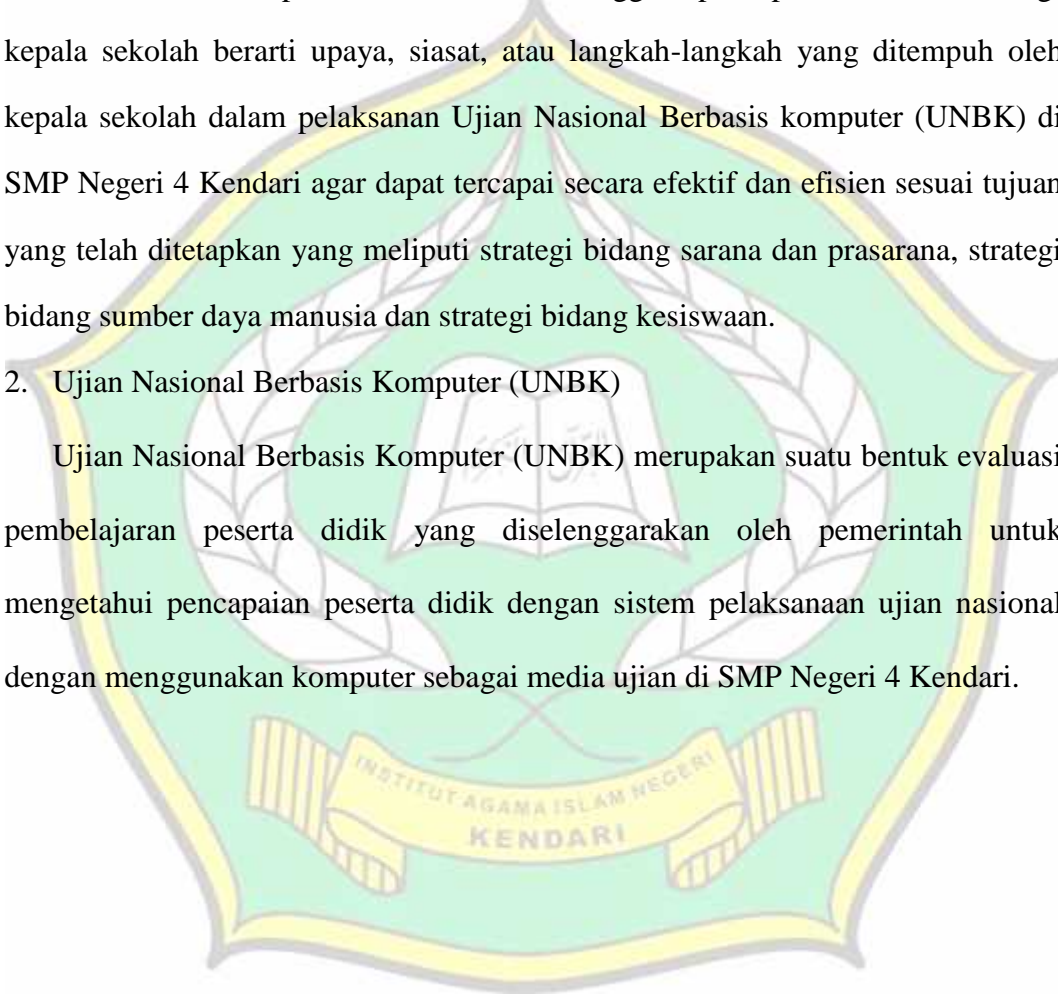 kepala sekolah berarti upaya, siasat, atau langkah-langkah yang ditempuh oleh
kepala sekolah dalam pelaksanan Ujian Nasional Berbasis komputer (UNBK) di
SMP Negeri 4 Kendari agar dapat tercapai secara efektif dan efisien sesuai tujuan
yang telah ditetapkan yang meliputi strategi bidang sarana dan prasarana, strategi
bidang sumber daya manusia dan strategi bidang kesiswaan.
2. Ujian Nasional Berbasis Komputer (UNBK)
Ujian Nasional Berbasis Komputer (UNBK) merupakan suatu bentuk evaluasi
pembelajaran peserta didik yang diselenggarakan oleh pemerintah untuk
mengetahui pencapaian peserta didik dengan sistem pelaksanaan ujian nasional
dengan menggunakan komputer sebagai media ujian di SMP Negeri 4 Kendari.
INSTITUT AGAMA ISLAM NEGERI
KENDARI